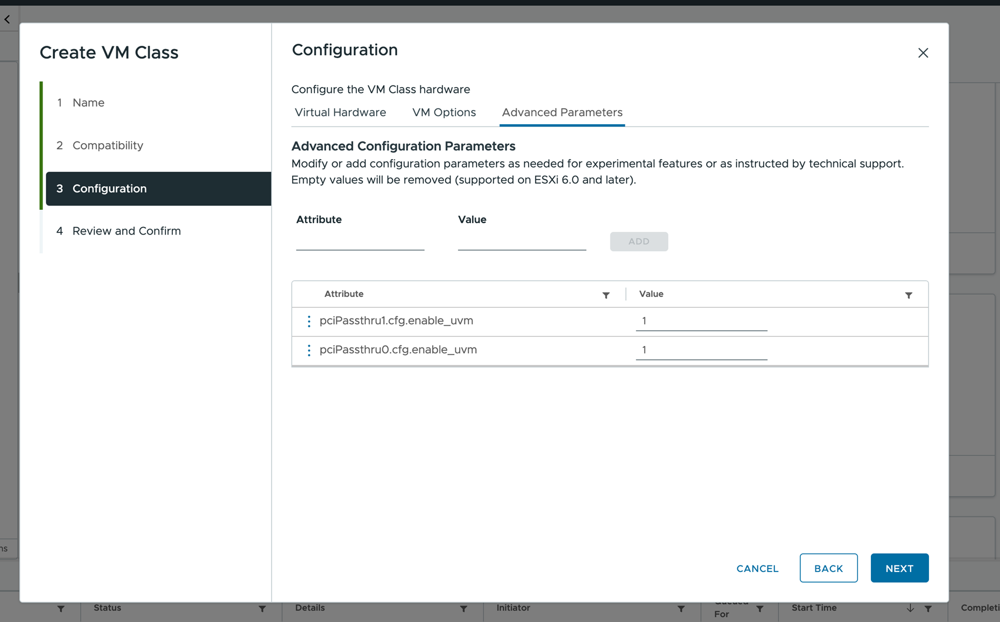 Create VM Class
1 Name
2 Compatibility
3 Configuration
4 Review and Confirm
Configuration
Configure the VM Class hardware
Virtual Hardware VM Options Advanced Parameters
Advanced Configuration Parameters
Modify or add configuration parameters as needed for experimental features or as instructed by technical support.
Empty values will be removed (supported on ESXi 6.0 and later).
Attribute Value
ADD
Attribute Value
pciPassthru1.cfg.enable_uvm 1
pciPassthru0.cfg.enable_uvm 1
CANCEL BACK NEXT
ns
Status Details Initiator Queued For Start Time Completi